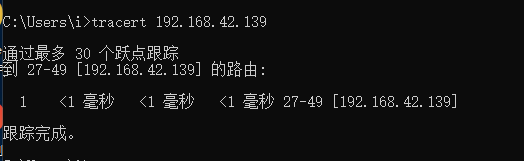 C:\Users\i>tracert 192.168.42.139
通过最多 30 个跃点跟踪
到 27-49 [192.168.42.139] 的路由:
1 <1 毫秒 <1 毫秒 <1 毫秒 27-49 [192.168.42.139]
跟踪完成。